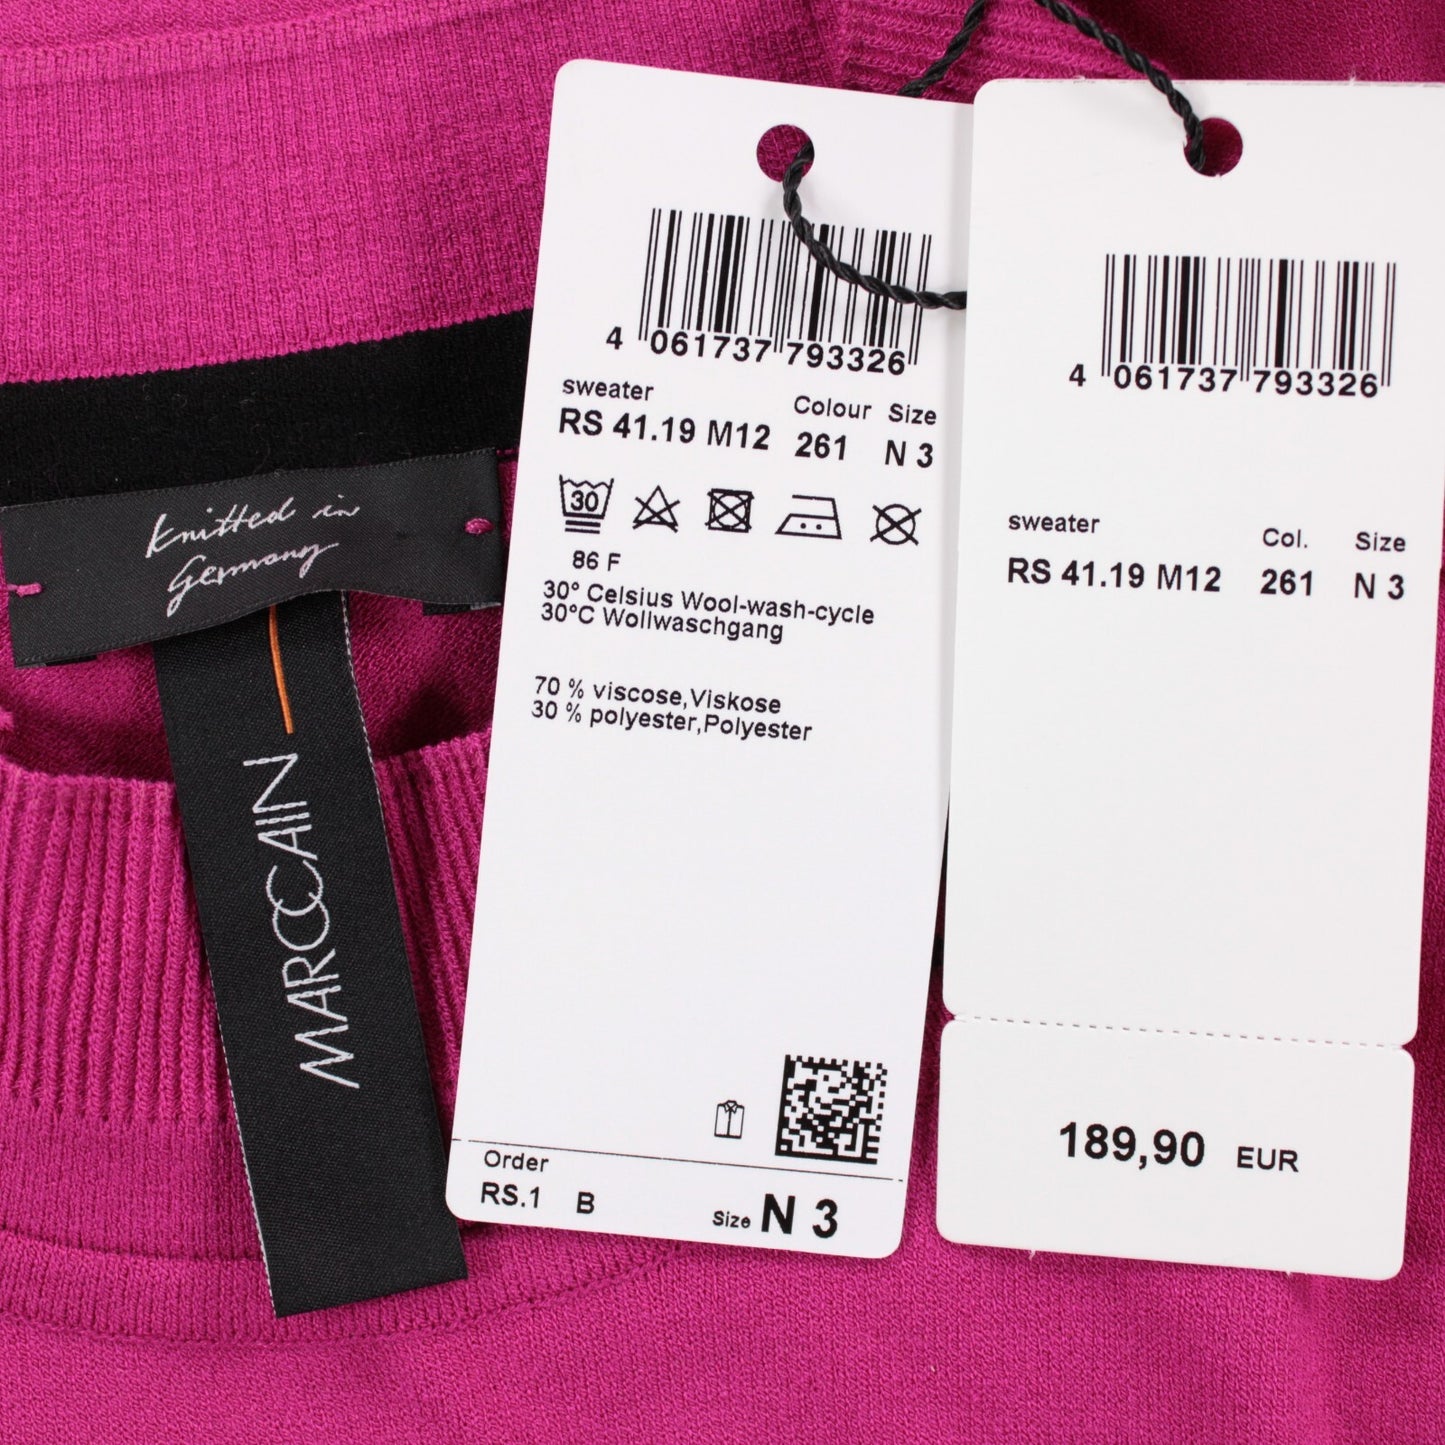 Knitted in
Germany
MARCCAIN
4 061737 793326
sweater Colour Size
RS 41.19 M12 261 N 3
30
86 F
30° Celsius Wool-wash-cycle
30°C Wollwaschgang
70 % viscose,Viskose
30 % polyester,Polyester
Order
RS.1 B Size N 3
4 061737 793326
sweater Col. Size
RS 41.19 M12 261 N 3
189,90 EUR